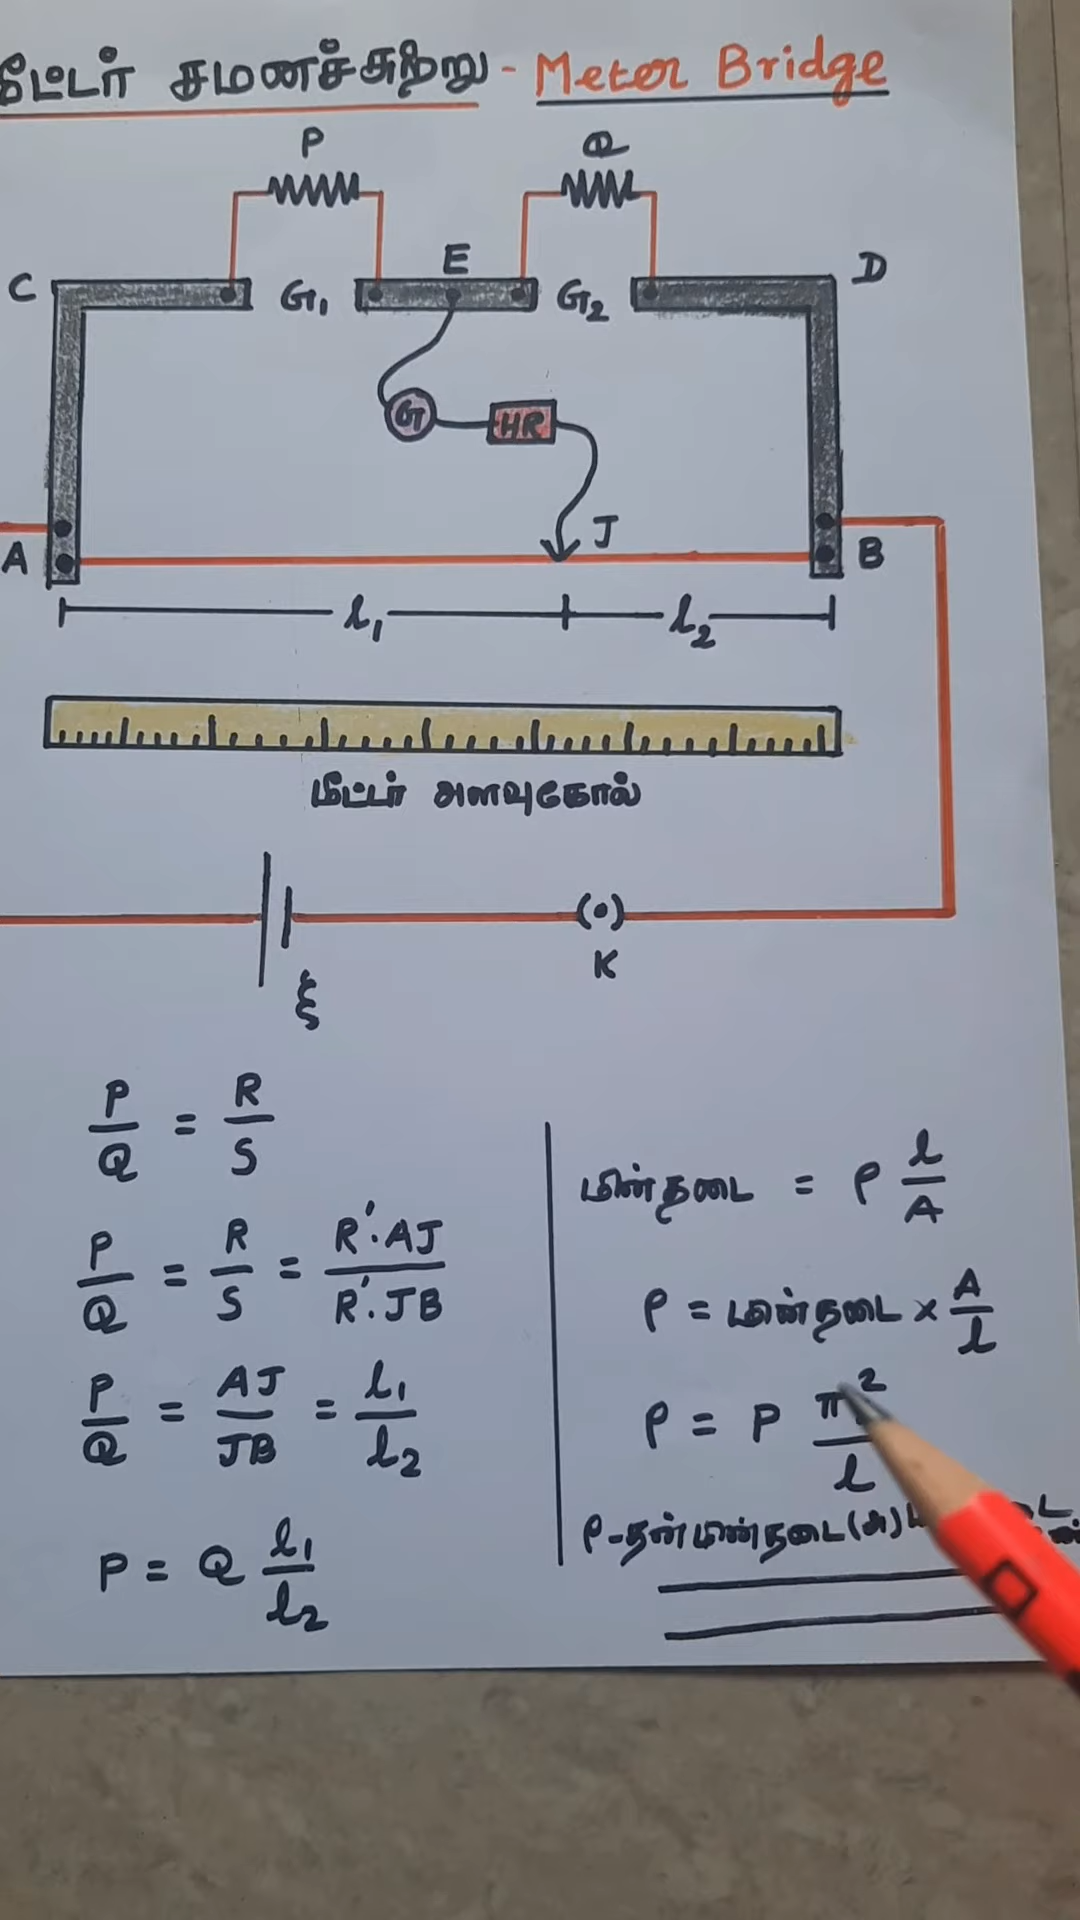 மீட்டர் சமனச்சுற்று - Meter Bridge
P Q
C G₁ E G₂ D
G HR
J
A B
l₁ l₂
மீட்டர் அளவுகோல்
K
ξ
P/Q = R/S
P/Q = R/S = R'.AJ/R'.JB
P/Q = AJ/JB = l₁/l₂
P = Q l₁/l₂
மின்தடை = ρ l/A
ρ = மின்தடை × A/l
ρ = P π ²/l
ρ - தன் மின்தடை (அ)